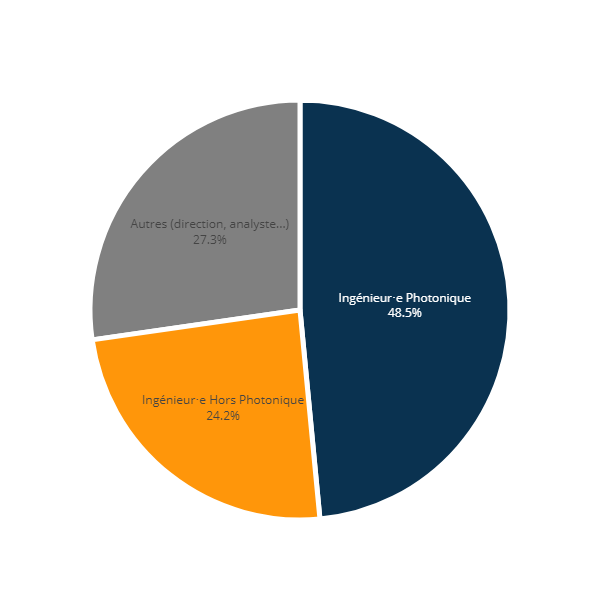 Autres (direction, analyste...)
27.3%
Ingénieur·e Photonique
48.5%
Ingénieur·e Hors Photonique
24.2%